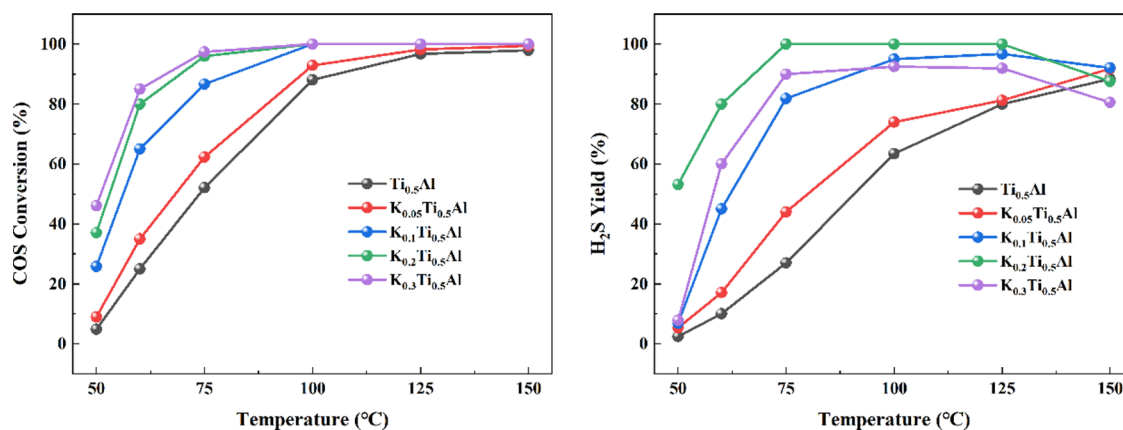 COS Conversion (%)
100
80
60
40
20
0
50
75
100
125
150
Temperature (℃)
Ti₀.₅Al
K₀.₀₅Ti₀.₅Al
K₀.₁Ti₀.₅Al
K₀.₂Ti₀.₅Al
K₀.₃Ti₀.₅Al
H₂S Yield (%)
100
80
60
40
20
0
50
75
100
125
150
Temperature (℃)
Ti₀.₅Al
K₀.₀₅Ti₀.₅Al
K₀.₁Ti₀.₅Al
K₀.₂Ti₀.₅Al
K₀.₃Ti₀.₅Al